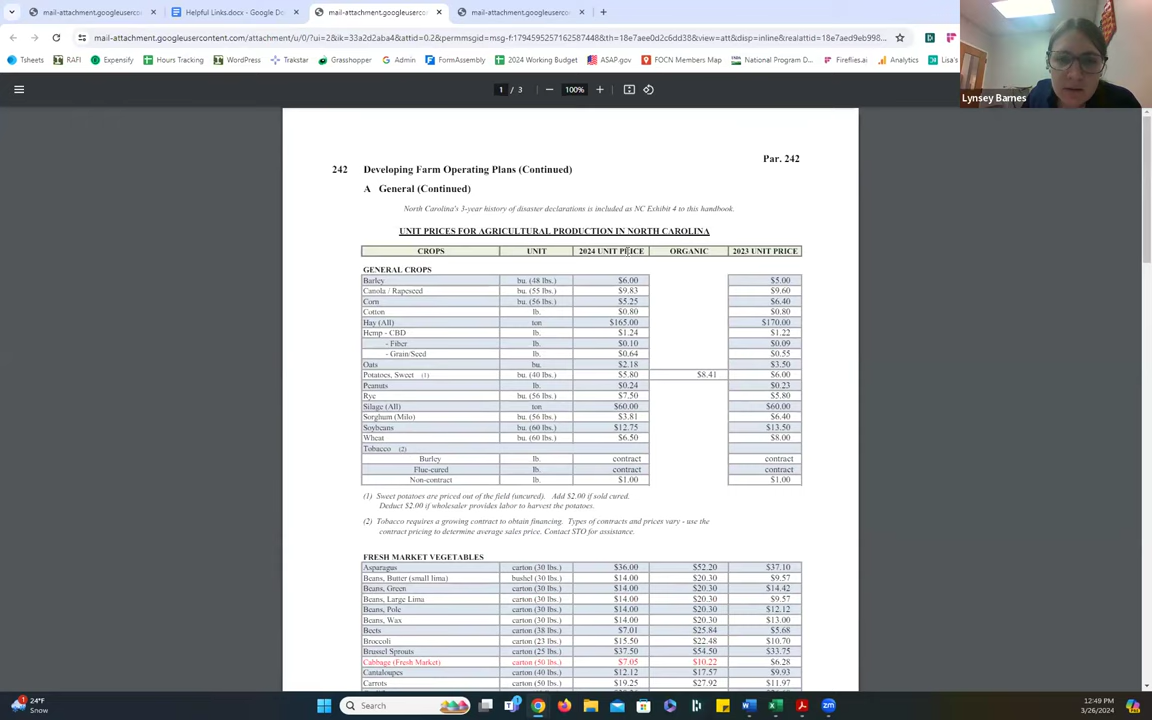 mail-attachment.googleuserco
Helpful Links.docx - Google Do
mail-attachment.googleuserco
mail-attachment.googleuserco
mail-attachment.googleusercontent.com/attachment/u/0/?ui=2&ik=33a2d2aba4&attid=0.2&permmsgid=msg-f:1794595257162587448&th=18e7aee0d2c6dd38&view=att&disp=inline&realattid=18e7aed9eb998...
Tsheets
RAFI
Expensify
Hours Tracking
WordPress
Trakstar
Grasshopper
Admin
FormAssembly
2024 Working Budget
ASAP.gov
FOCN Members Map
National Program D...
Fireflies.ai
Analytics
Lisa's
Lynsey Barnes
1 / 3
100%
Par. 242
242 Developing Farm Operating Plans (Continued)
A General (Continued)
North Carolina's 3-year history of disaster declarations is included as NC Exhibit 4 to this handbook.
UNIT PRICES FOR AGRICULTURAL PRODUCTION IN NORTH CAROLINA
CROPS UNIT 2024 UNIT PRICE ORGANIC 2023 UNIT PRICE
GENERAL CROPS
Barley bu. (48 lbs.) $6.00 $5.00
Canola / Rapeseed bu. (55 lbs.) $9.83 $9.60
Corn bu. (56 lbs.) $5.25 $6.40
Cotton lb. $0.80 $0.80
Hay (All) ton $165.00 $170.00
Hemp - CBD lb. $1.24 $1.22
- Fiber lb. $0.10 $0.09
- Grain/Seed lb. $0.64 $0.55
Oats bu. $2.18 $3.50
Potatoes, Sweet (1) bu. (40 lbs.) $5.80 $8.41 $6.00
Peanuts lb. $0.24 $0.23
Rye bu. (56 lbs.) $7.50 $5.80
Silage (All) ton $60.00 $60.00
Sorghum (Milo) bu. (56 lbs.) $3.81 $6.40
Soybeans bu. (60 lbs.) $12.75 $13.50
Wheat bu. (60 lbs.) $6.50 $8.00
Tobacco (2)
Burley lb. contract contract
Flue-cured lb. contract contract
Non-contract lb. $1.00 $1.00
(1) Sweet potatoes are priced out of the field (uncured). Add $2.00 if sold cured.
Deduct $2.00 if wholesaler provides labor to harvest the potatoes.
(2) Tobacco requires a growing contract to obtain financing. Types of contracts and prices vary - use the
contract pricing to determine average sales price. Contact STO for assistance.
FRESH MARKET VEGETABLES
Asparagus carton (30 lbs.) $36.00 $52.20 $37.10
Beans, Butter (small lima) bushel (30 lbs.) $14.00 $20.30 $9.57
Beans, Green carton (30 lbs.) $14.00 $20.30 $14.42
Beans, Large Lima carton (30 lbs.) $14.00 $20.30 $9.57
Beans, Pole carton (30 lbs.) $14.00 $20.30 $12.12
Beans, Wax carton (30 lbs.) $14.00 $20.30 $13.00
Beets carton (38 lbs.) $7.01 $25.84 $5.68
Broccoli carton (23 lbs.) $15.50 $22.48 $10.70
Brussel Sprouts carton (25 lbs.) $37.50 $54.50 $33.75
Cabbage (Fresh Market) carton (50 lbs.) $7.05 $10.22 $6.28
Cantaloupes carton (40 lbs.) $12.12 $17.57 $9.93
Carrots carton (50 lbs.) $19.25 $27.92 $11.97
24°F
Snow
Search
12:49 PM
3/26/2024